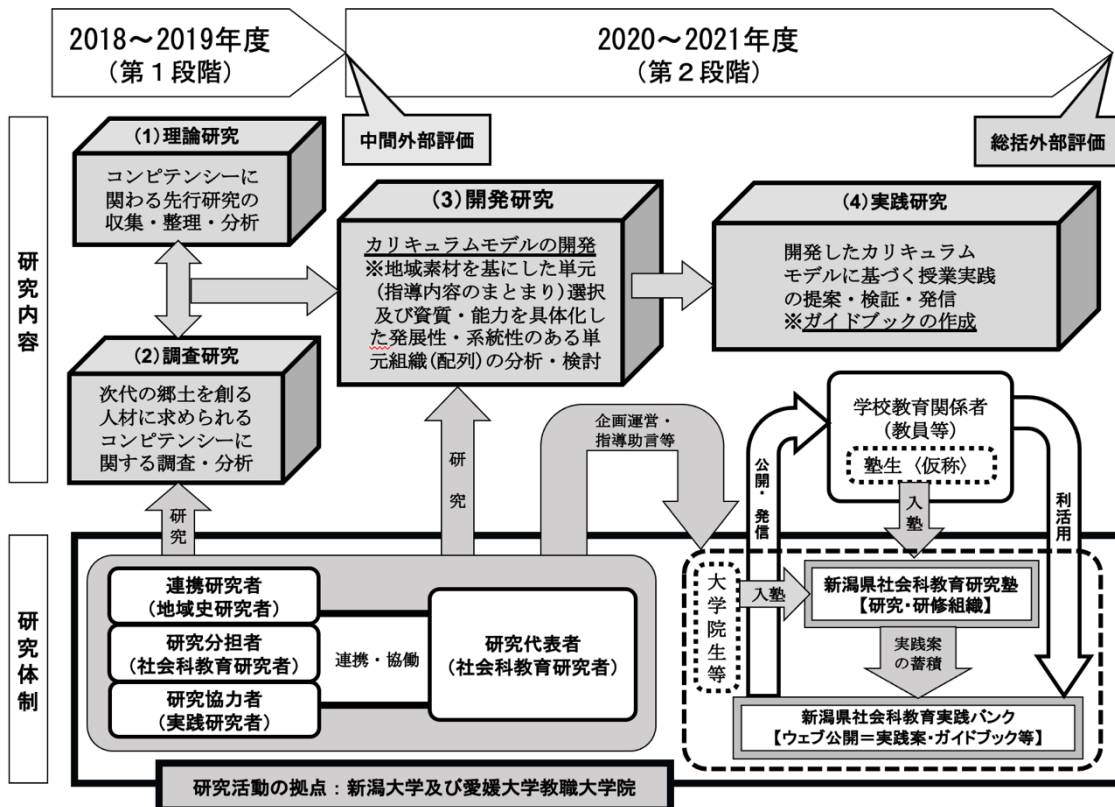 2018～2019年度
（第１段階）
2020～2021年度
（第２段階）
中間外部評価
総括外部評価
研究内容
(1)理論研究
コンピテンシーに
関わる先行研究の
収集・整理・分析
(2)調査研究
次代の郷土を創る
人材に求められる
コンピテンシーに
関する調査・分析
(3)開発研究
カリキュラムモデルの開発
※地域素材を基にした単元
(指導内容のまとまり)選択
及び資質・能力を具体化し
た発展性・系統性のある単
元組織(配列)の分析・検討
(4)実践研究
開発したカリキュラム
モデルに基づく授業実践
の提案・検証・発信
※ガイドブックの作成
研究
研究
企画運営・
指導助言等
公開・発信
学校教育関係者
（教員等）
塾生〈仮称〉
入塾
利活用
研究体制
連携研究者
（地域史研究者）
研究分担者
（社会科教育研究者）
研究協力者
（実践研究者）
連携・協働
研究代表者
（社会科教育研究者）
大学院生等
入塾
新潟県社会科教育研究塾
【研究・研修組織】
実践案
の蓄積
新潟県社会科教育実践バンク
【ウェブ公開＝実践案・ガイドブック等】
研究活動の拠点：新潟大学及び愛媛大学教職大学院